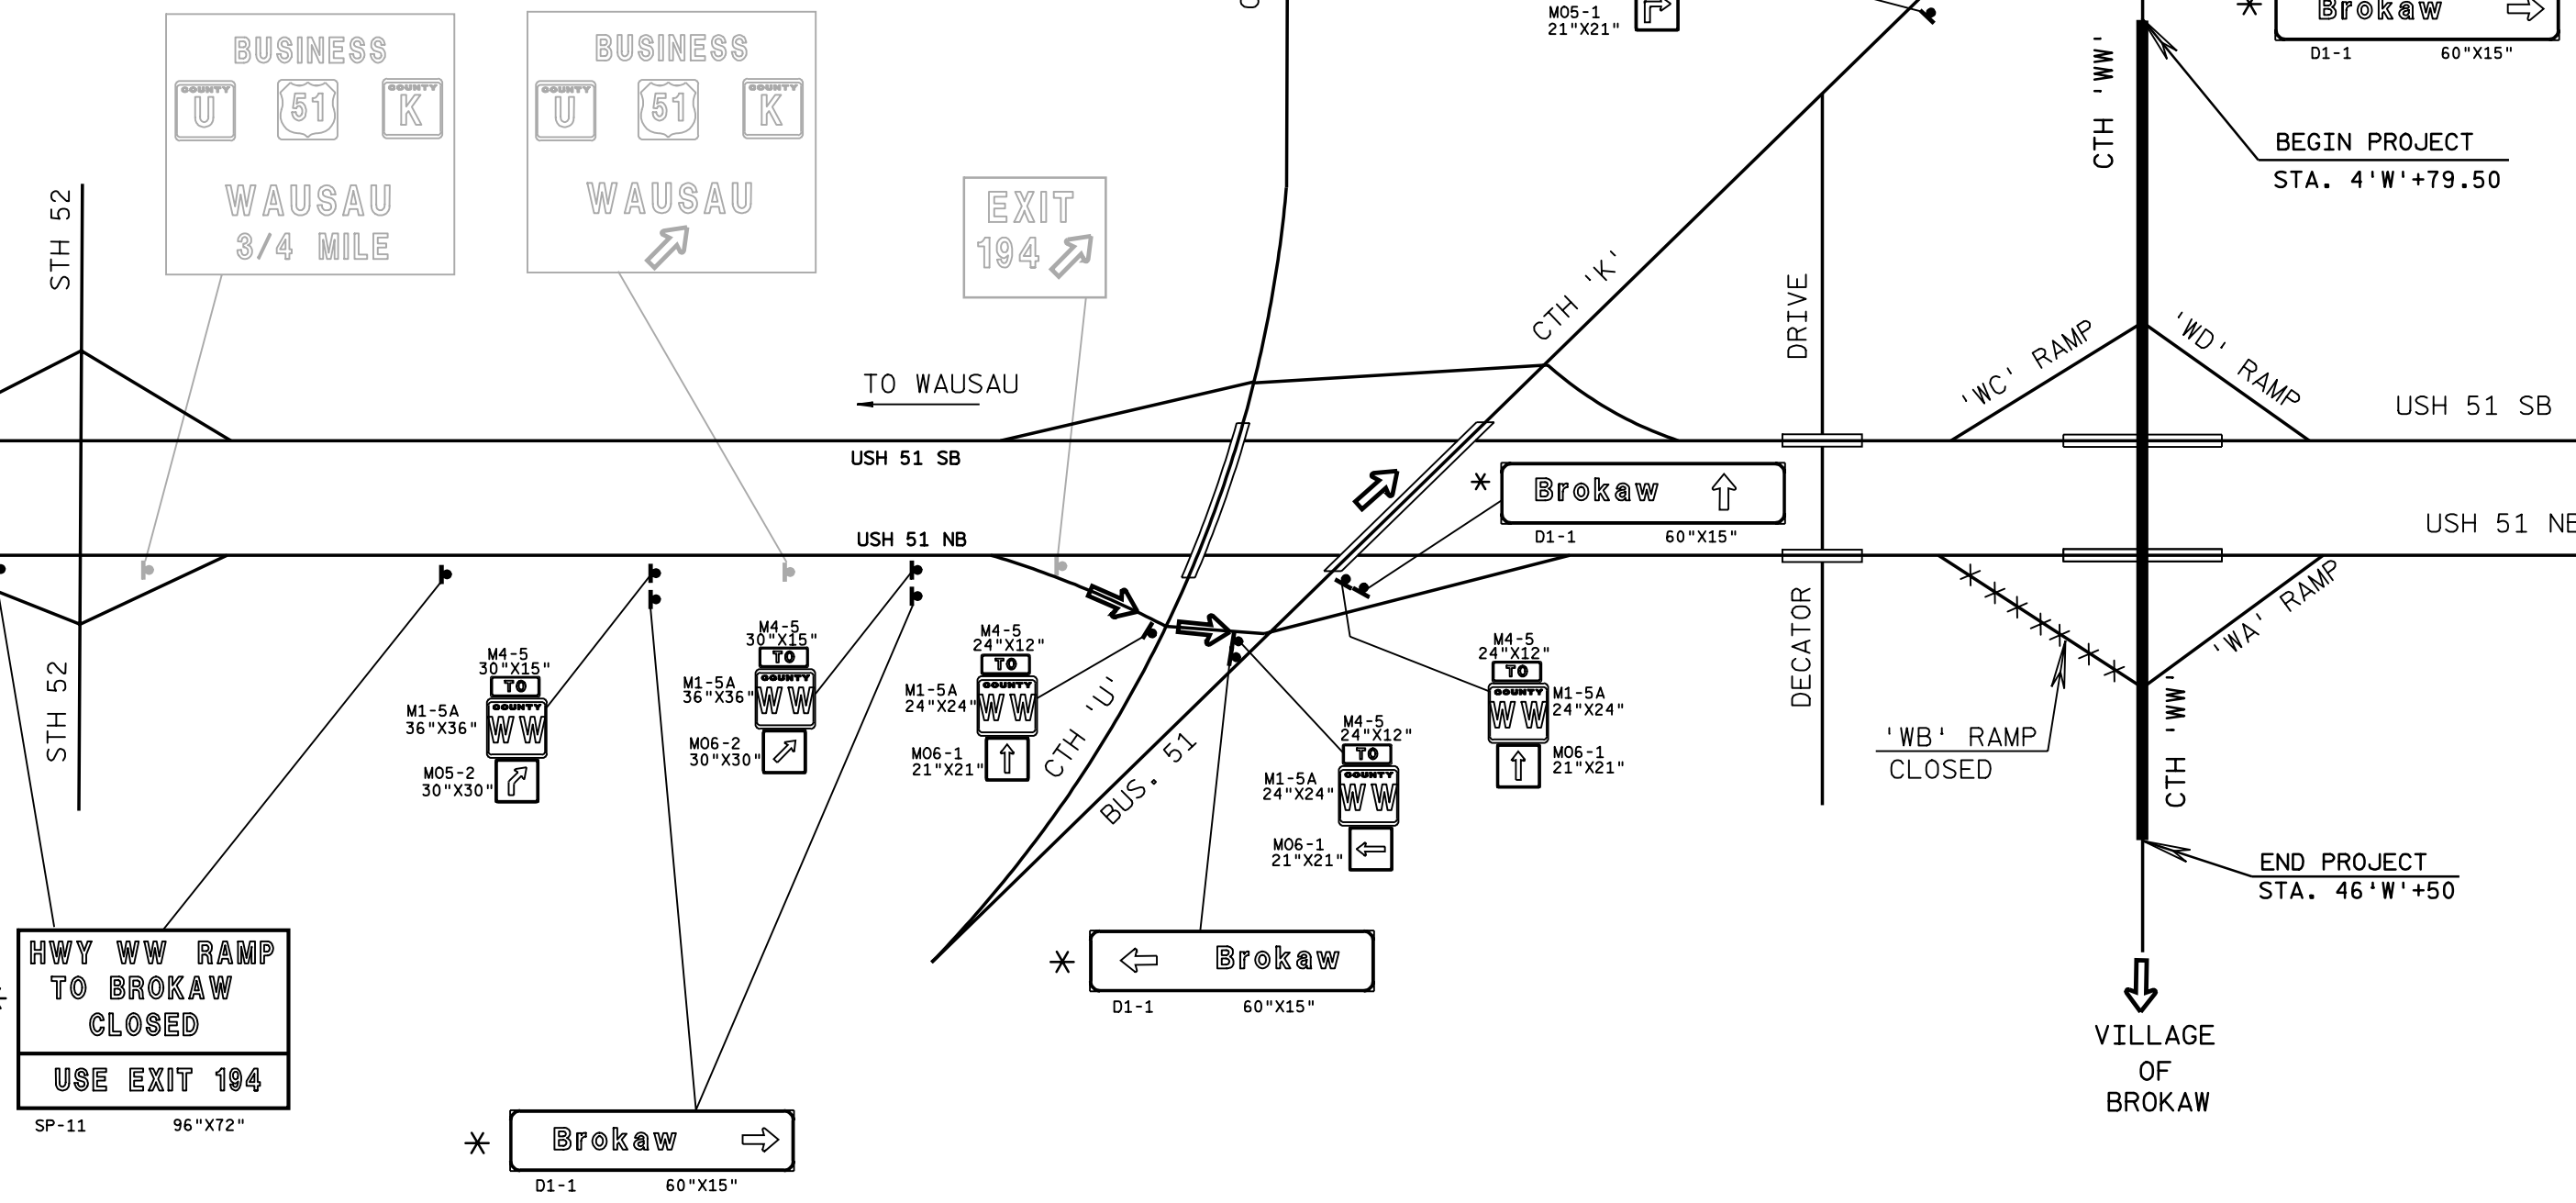 BUSINESS
COUNTY
U
51
COUNTY
K
WAUSAU
3/4 MILE
BUSINESS
COUNTY
U
51
COUNTY
K
WAUSAU
EXIT
194
MO5-1
21"X21"
Brokaw
D1-1 60"X15"
CTH 'WW'
BEGIN PROJECT
STA. 4'W'+79.50
STH 52
CTH 'K'
DRIVE
'WC' RAMP
'WD' RAMP
TO WAUSAU
USH 51 SB
USH 51 SB
Brokaw
D1-1 60"X15"
USH 51 NB
USH 51 NB
STH 52
DECATOR
'WA' RAMP
'WB' RAMP
CLOSED
CTH 'WW'
M4-5
30"X15"
TO
COUNTY
WW
M1-5A
36"X36"
MO5-2
30"X30"
M4-5
30"X15"
TO
COUNTY
WW
M1-5A
36"X36"
MO6-2
30"X30"
M4-5
24"X12"
TO
COUNTY
WW
M1-5A
24"X24"
MO6-1
21"X21"
CTH 'U'
BUS. 51
M4-5
24"X12"
TO
COUNTY
WW
M1-5A
24"X24"
MO6-1
21"X21"
M4-5
24"X12"
TO
COUNTY
WW
M1-5A
24"X24"
MO6-1
21"X21"
END PROJECT
STA. 46'W'+50
HWY WW RAMP
TO BROKAW
CLOSED
USE EXIT 194
SP-11 96"X72"
Brokaw
D1-1 60"X15"
Brokaw
D1-1 60"X15"
VILLAGE
OF
BROKAW